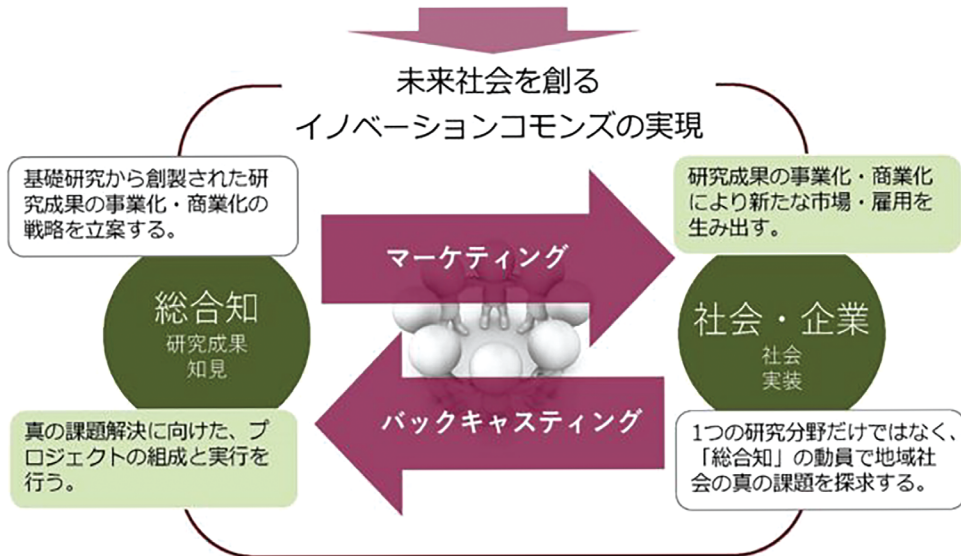 未来社会を創る
イノベーションコモンズの実現
基礎研究から創製された研
究成果の事業化・商業化の
戦略を立案する。
研究成果の事業化・商業化
により新たな市場・雇用を
生み出す。
マーケティング
総合知
研究成果
知見
社会・企業
社会
実装
バックキャスティング
真の課題解決に向けた、プ
ロジェクトの組成と実行を
行う。
1つの研究分野だけではなく、
「総合知」の動員で地域社
会の真の課題を探求する。